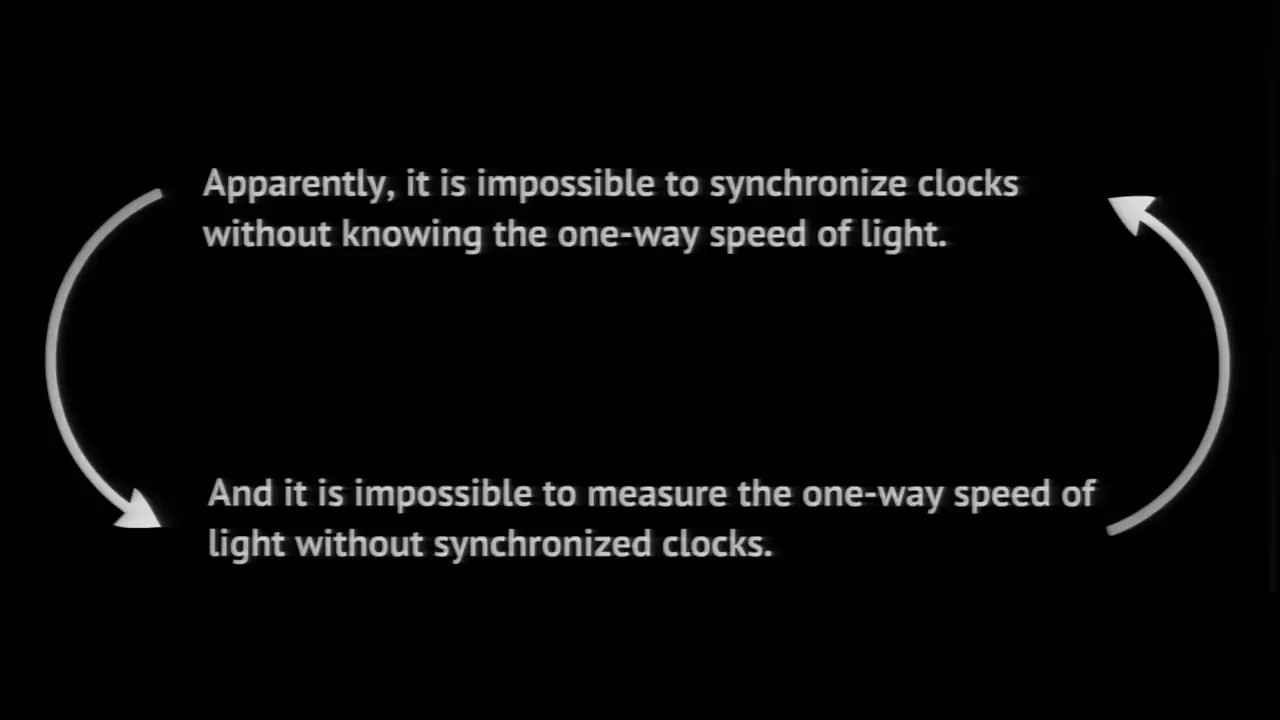 Apparently, it is impossible to synchronize clocks
without knowing the one-way speed of light.
And it is impossible to measure the one-way speed of
light without synchronized clocks.